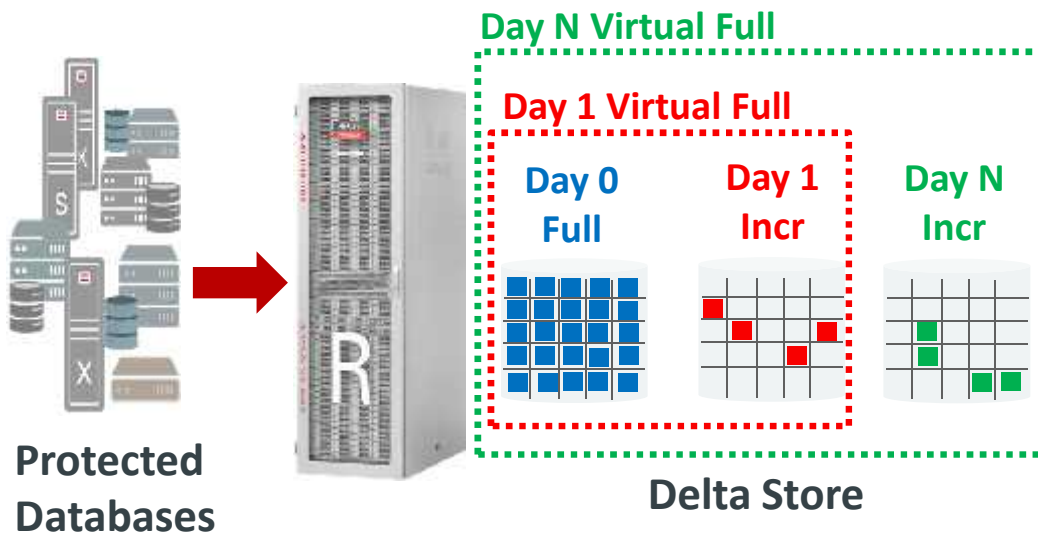 Day N Virtual Full
Day 1 Virtual Full
Day 0
Full
Day 1
Incr
Day N
Incr
X
S
X
R
Protected
Databases
Delta Store